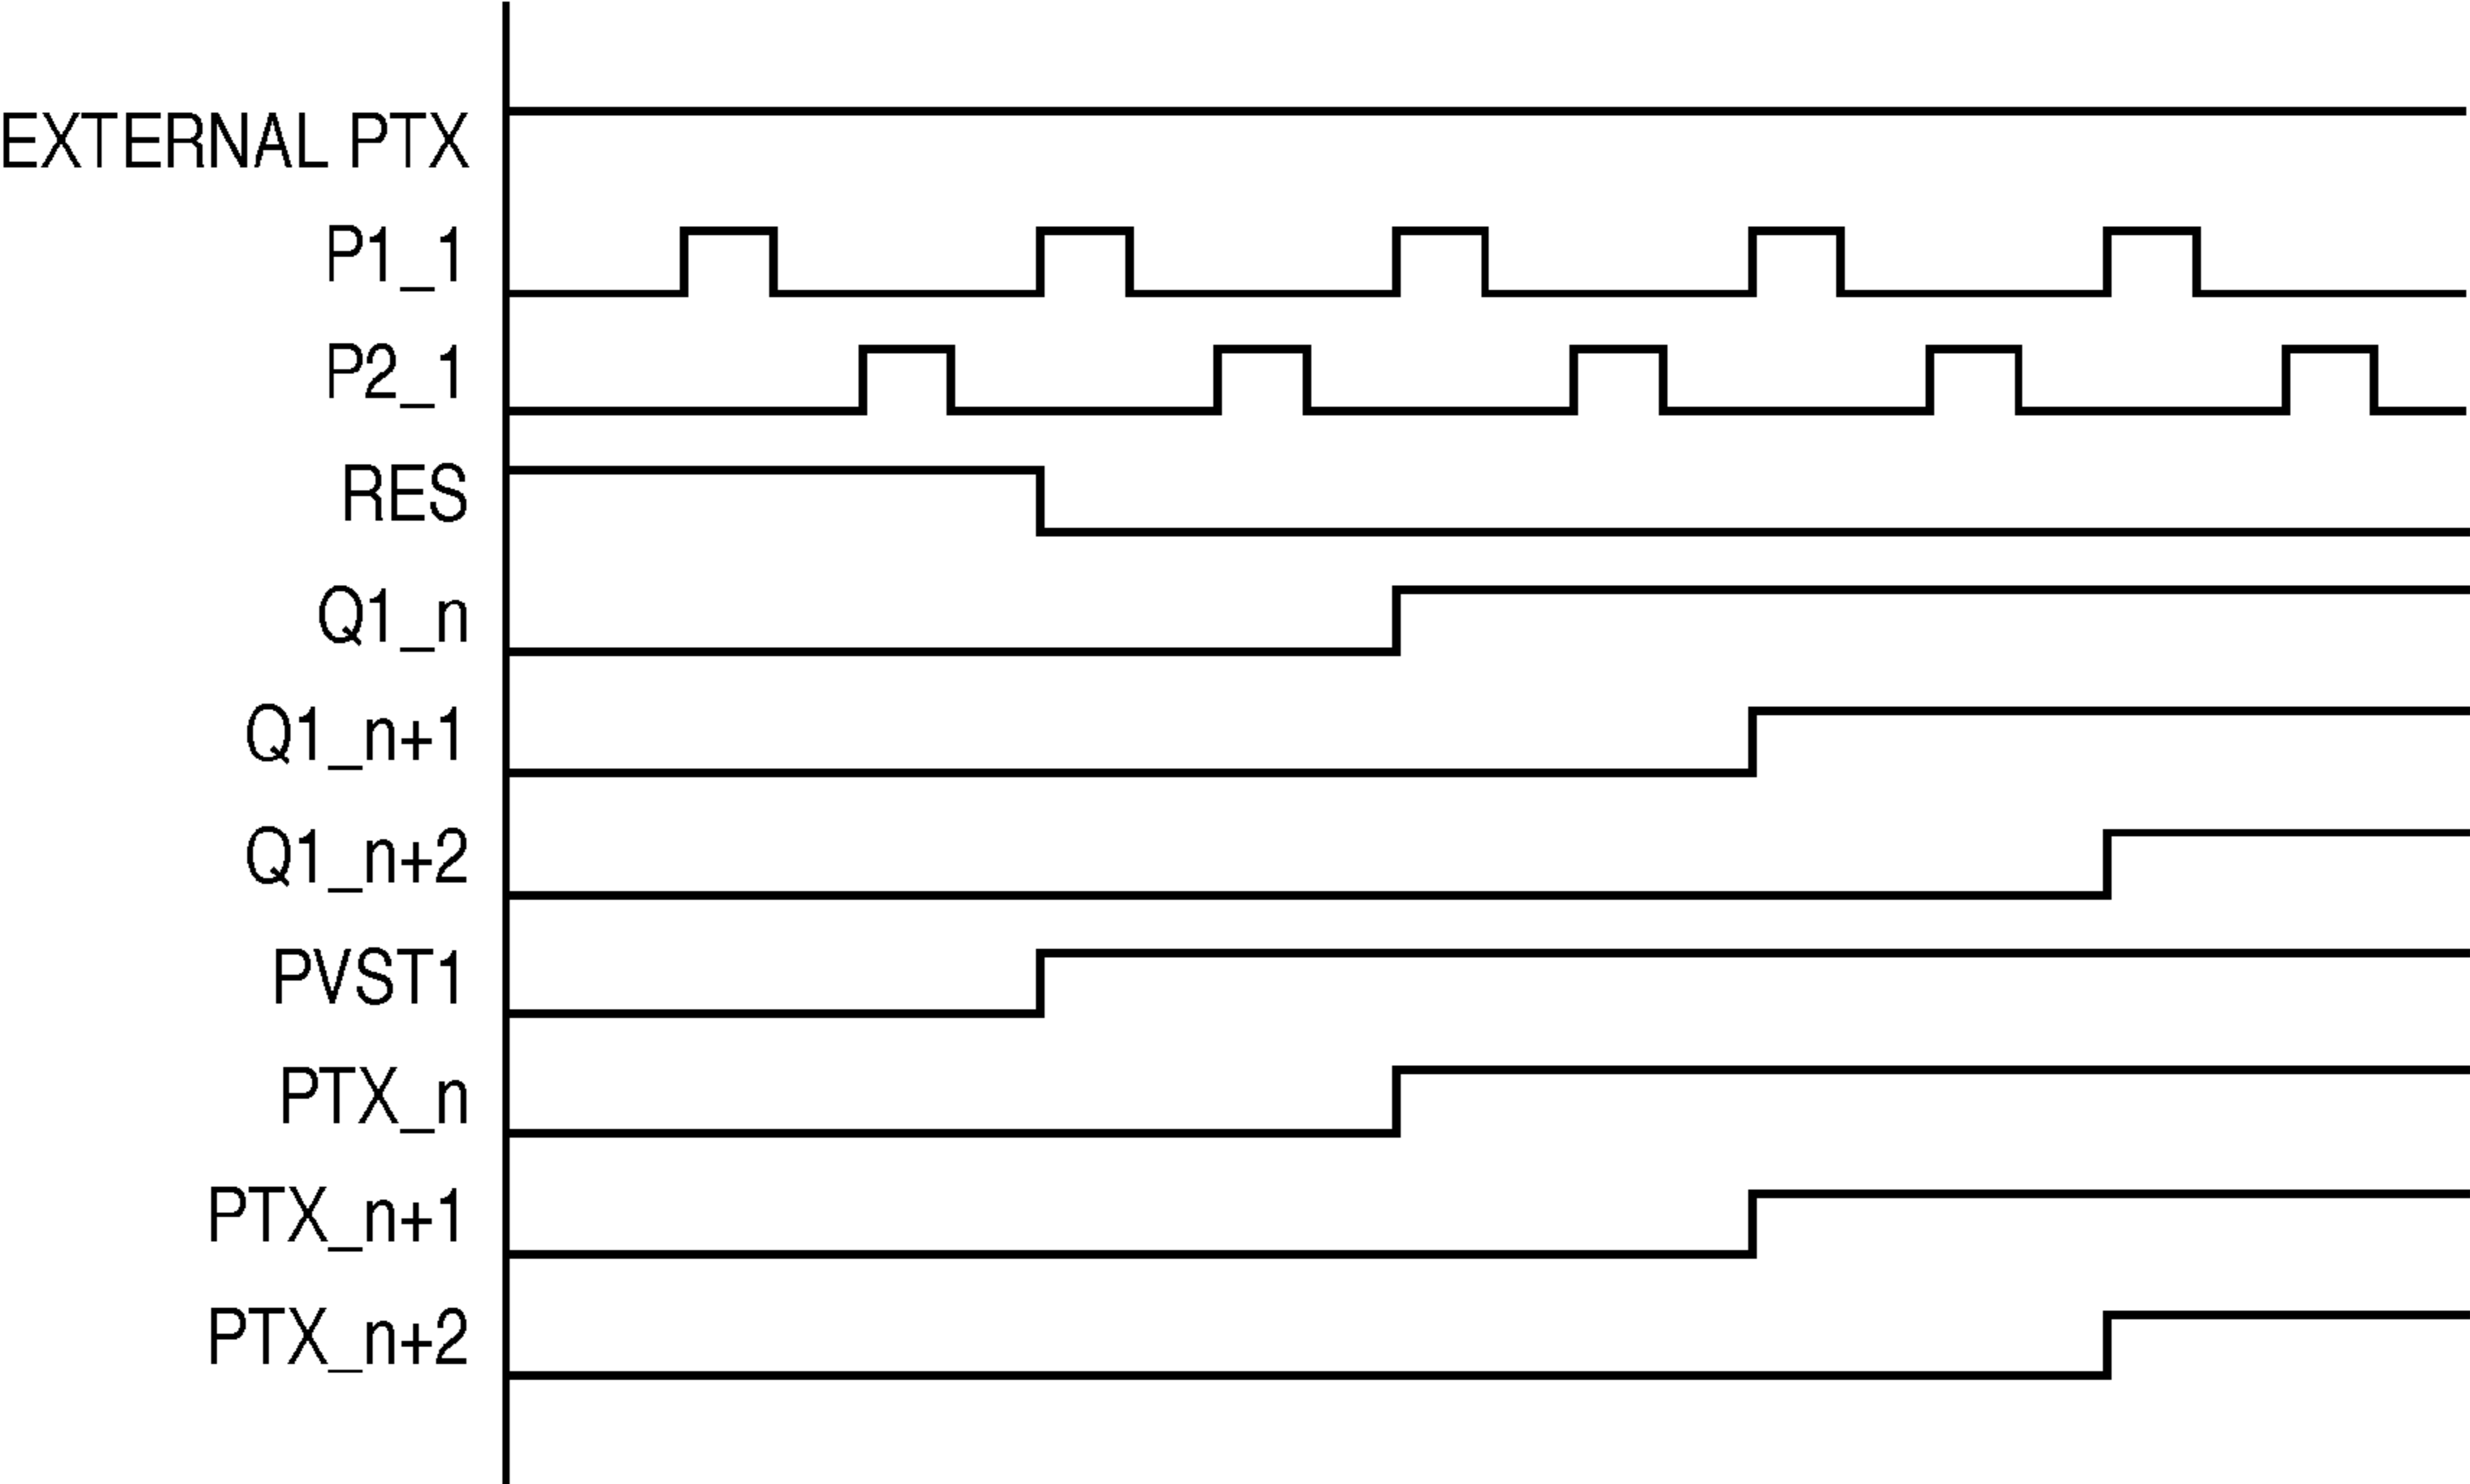 EXTERNAL PTX
P1_1
P2_1
RES
Q1_n
Q1_n+1
Q1_n+2
PVST1
PTX_n
PTX_n+1
PTX_n+2